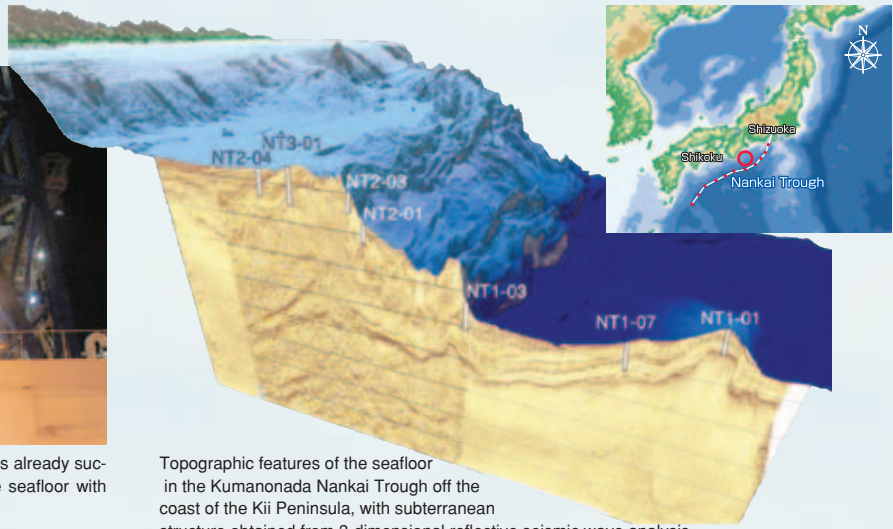 N
Shizuoka
Shikoku
Nankai Trough
NT3-01
NT2-04
NT2-03
NT2-01
NT1-03
NT1-07
NT1-01
s already suc-
e seafloor with
Topographic features of the seafloor
in the Kumanonada Nankai Trough off the
coast of the Kii Peninsula, with subterranean